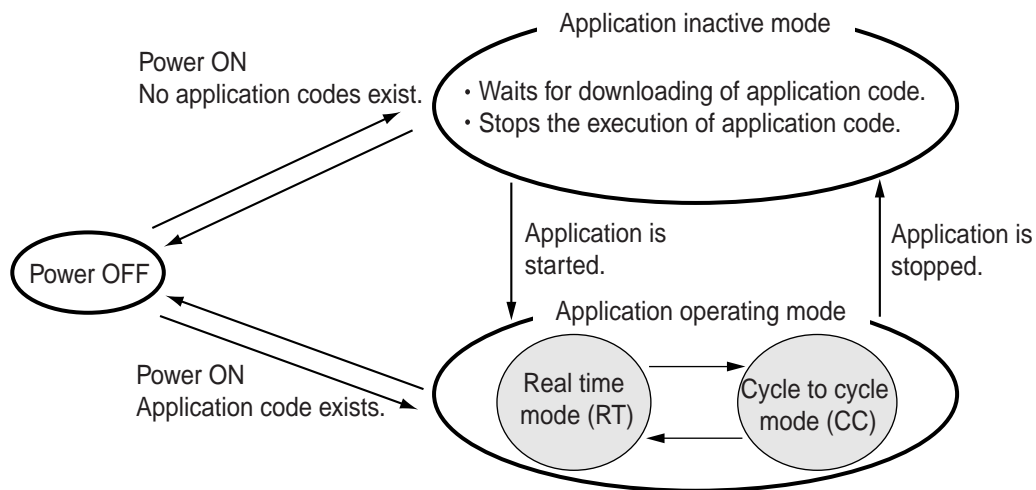 Application inactive mode
Power ON
No application codes exist.
・Waits for downloading of application code.
・Stops the execution of application code.
Power OFF
Application is
started.
Application is
stopped.
Application operating mode
Power ON
Application code exists.
Real time
mode (RT)
Cycle to cycle
mode (CC)